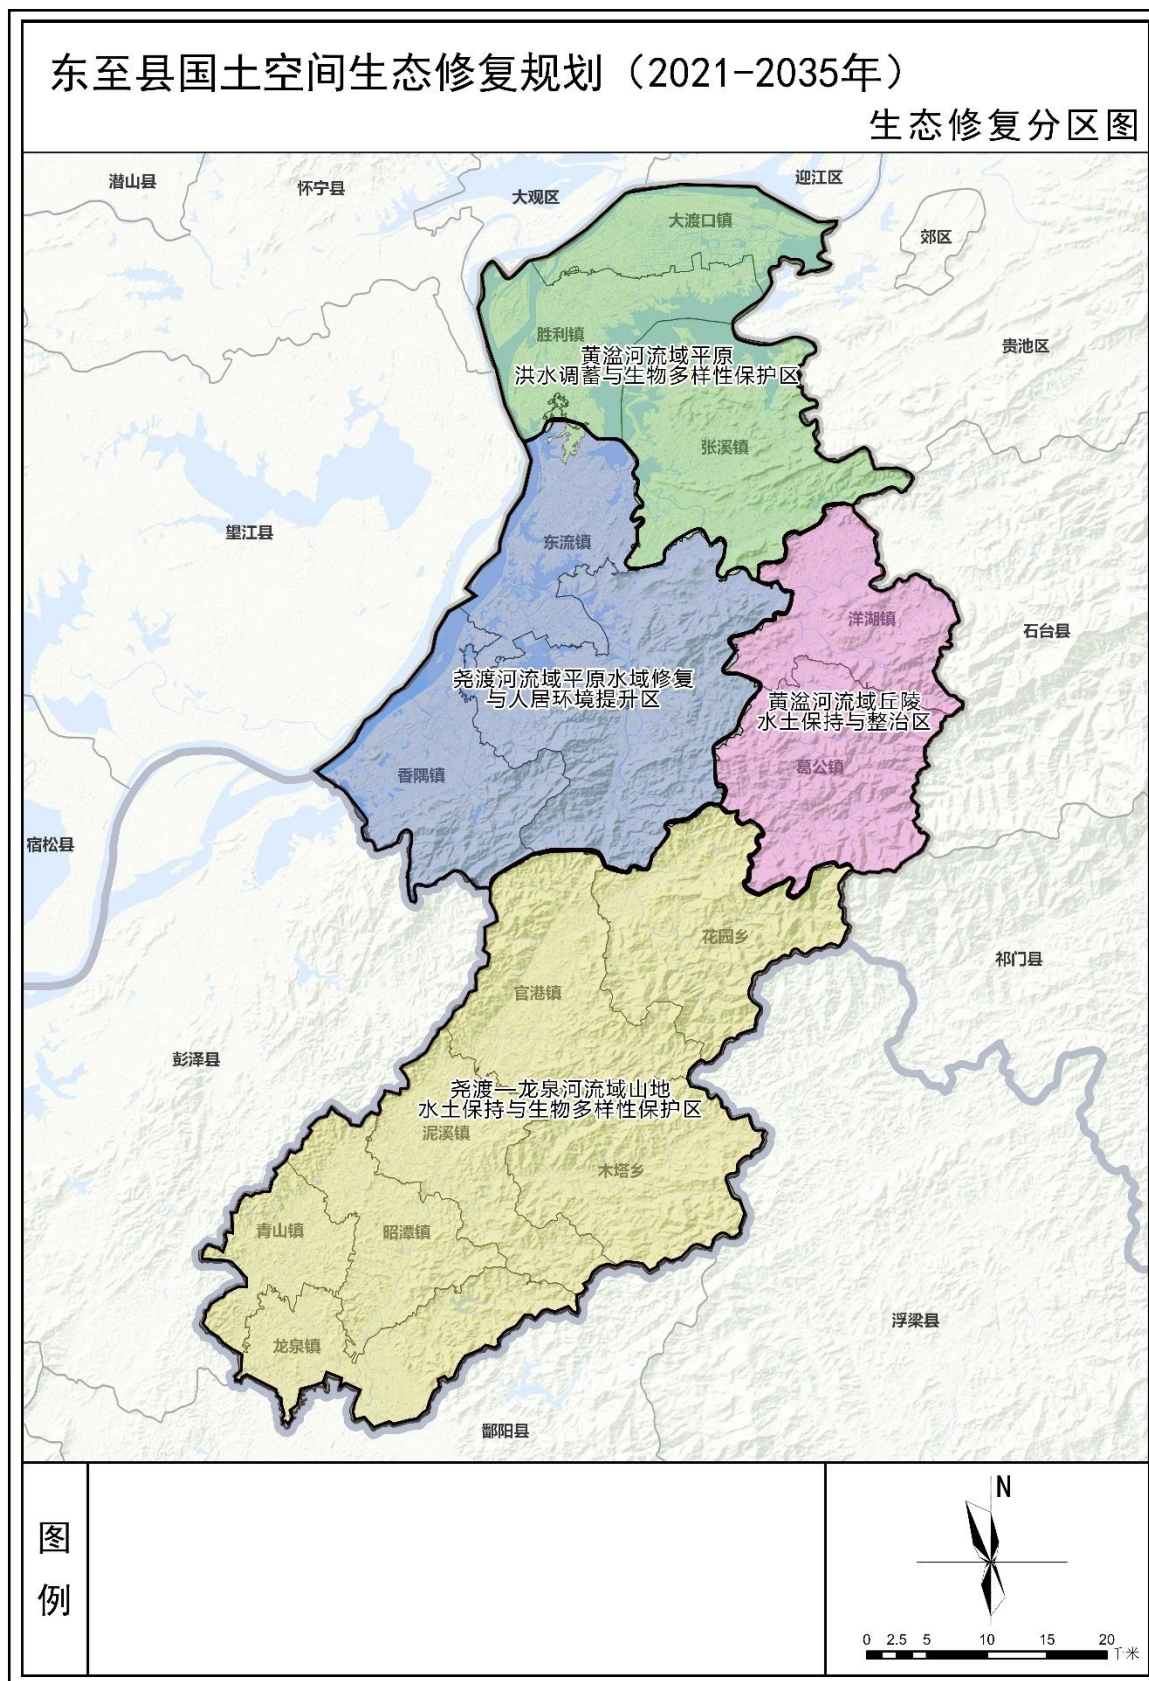 东至县国土空间生态修复规划（2021-2035年）
生态修复分区图
潜山县
怀宁县
大观区
迎江区
郊区
大渡口镇
胜利镇
贵池区
黄湓河流域平原
洪水调蓄与生物多样性保护区
张溪镇
望江县
东流镇
洋湖镇
石台县
尧渡河流域平原水域修复
与人居环境提升区
黄湓河流域丘陵
水土保持与整治区
香隅镇
葛公镇
宿松县
花园乡
祁门县
官港镇
彭泽县
尧渡—龙泉河流域山地
水土保持与生物多样性保护区
泥溪镇
木塔乡
青山镇
昭潭镇
龙泉镇
浮梁县
鄱阳县
图
例
N
0 2.5 5 10 15 20
千米